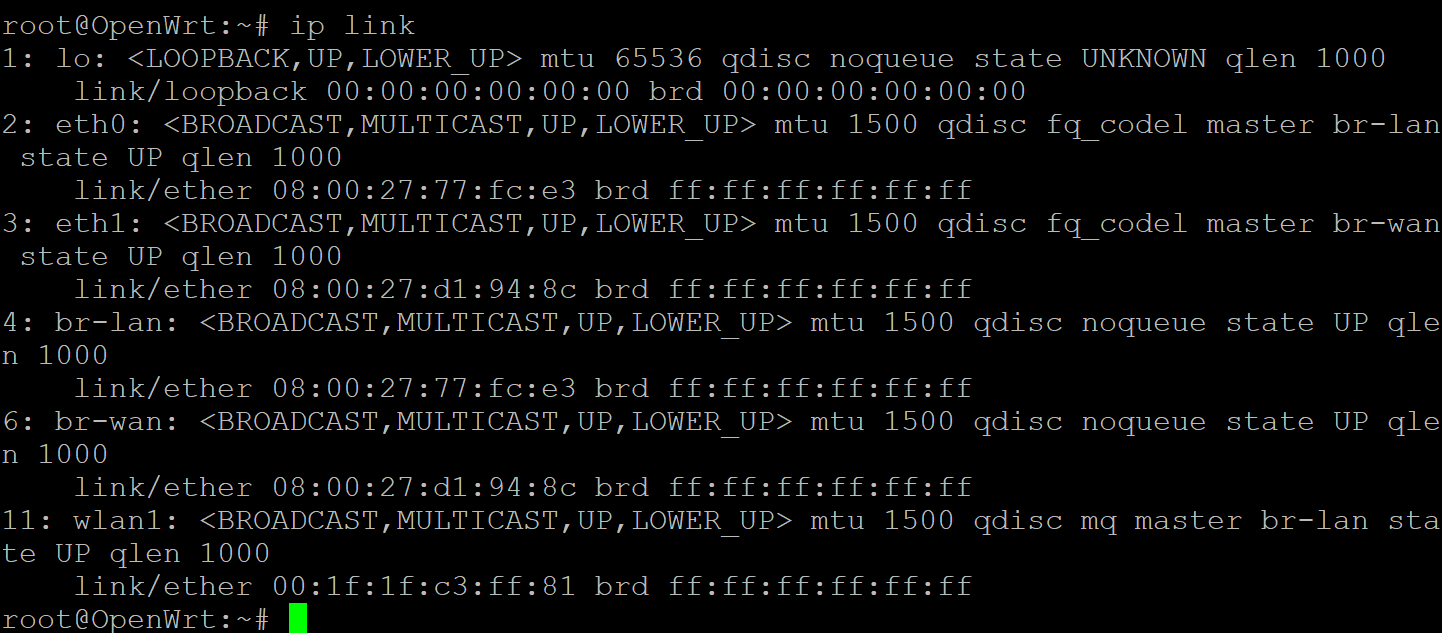 root@OpenWrt:~# ip link
1: lo: <LOOPBACK,UP,LOWER_UP> mtu 65536 qdisc noqueue state UNKNOWN qlen 1000
    link/loopback 00:00:00:00:00:00 brd 00:00:00:00:00:00
2: eth0: <BROADCAST,MULTICAST,UP,LOWER_UP> mtu 1500 qdisc fq_codel master br-lan
 state UP qlen 1000
    link/ether 08:00:27:77:fc:e3 brd ff:ff:ff:ff:ff:ff
3: eth1: <BROADCAST,MULTICAST,UP,LOWER_UP> mtu 1500 qdisc fq_codel master br-wan
 state UP qlen 1000
    link/ether 08:00:27:d1:94:8c brd ff:ff:ff:ff:ff:ff
4: br-lan: <BROADCAST,MULTICAST,UP,LOWER_UP> mtu 1500 qdisc noqueue state UP qle
n 1000
    link/ether 08:00:27:77:fc:e3 brd ff:ff:ff:ff:ff:ff
6: br-wan: <BROADCAST,MULTICAST,UP,LOWER_UP> mtu 1500 qdisc noqueue state UP qle
n 1000
    link/ether 08:00:27:d1:94:8c brd ff:ff:ff:ff:ff:ff
11: wlan1: <BROADCAST,MULTICAST,UP,LOWER_UP> mtu 1500 qdisc mq master br-lan sta
te UP qlen 1000
    link/ether 00:1f:1f:c3:ff:81 brd ff:ff:ff:ff:ff:ff
root@OpenWrt:~#